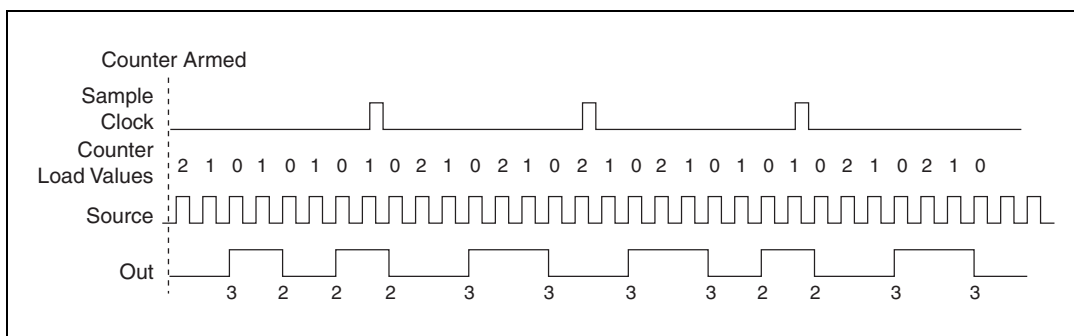 Counter Armed
Sample
Clock
Counter
Load Values
2 1 0 1 0 1 0 1 0 2 1 0 2 1 0 2 1 0 2 1 0 1 0 1 0 2 1 0 2 1 0
Source
Out
3 2 2 2 3 3 3 3 2 2 3 3